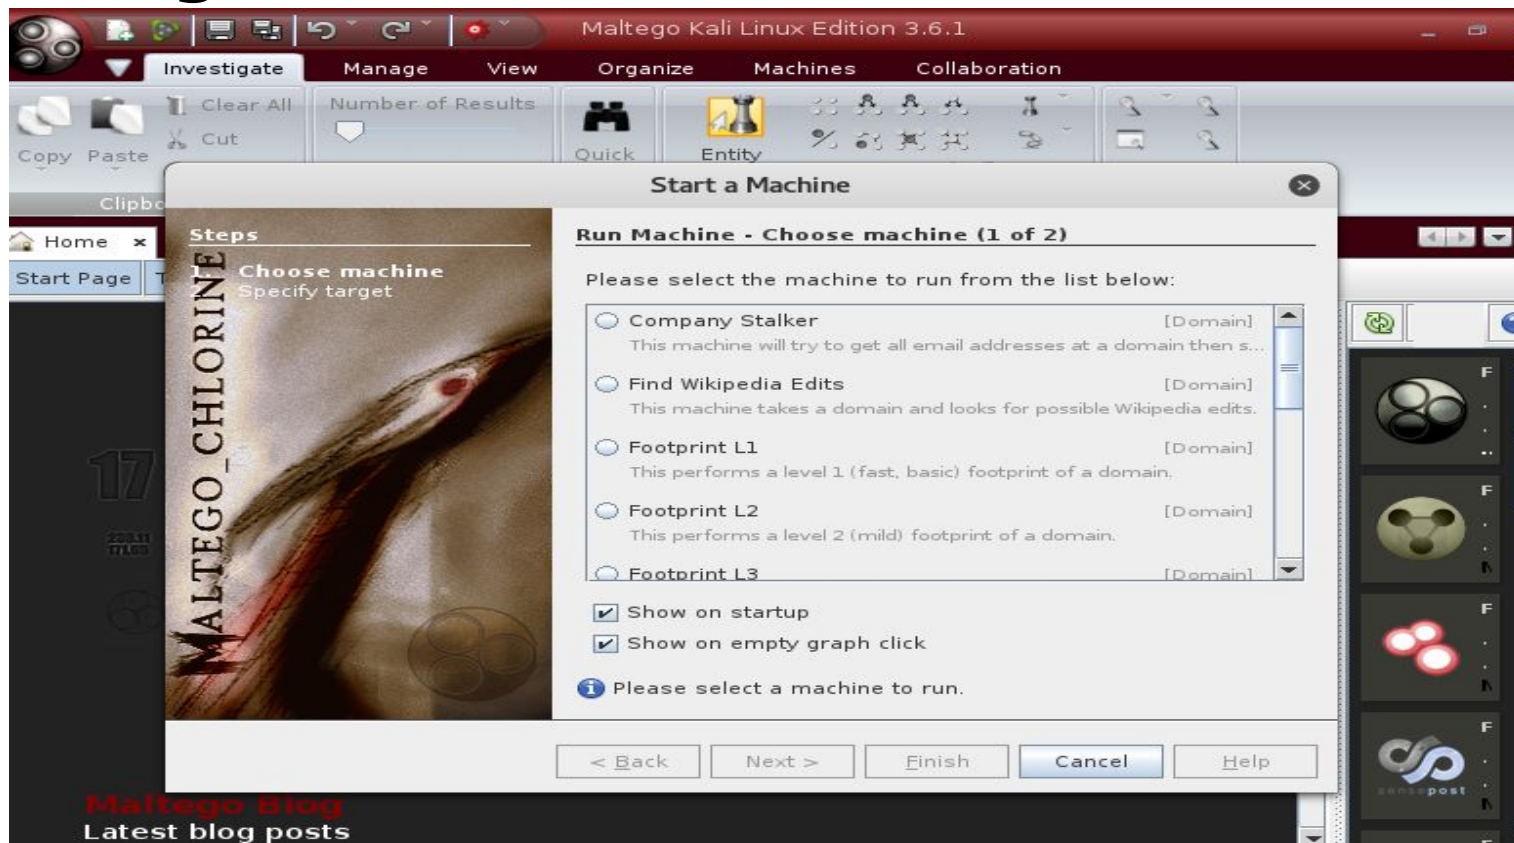 Maltego Kali Linux Edition 3.6.1
Investigate Manage View Organize Machines Collaboration
Clear All Number of Results
Cut
Copy Paste Quick Entity
Start a Machine
Clipbo
Home
Start Page T
Steps
1. Choose machine
Specify target
MALTEGO_CHLORINE
Run Machine - Choose machine (1 of 2)
Please select the machine to run from the list below:
Company Stalker [Domain]
This machine will try to get all email addresses at a domain then s...
Find Wikipedia Edits [Domain]
This machine takes a domain and looks for possible Wikipedia edits.
Footprint L1 [Domain]
This performs a level 1 (fast, basic) footprint of a domain.
Footprint L2 [Domain]
This performs a level 2 (mild) footprint of a domain.
Footprint L3 [Domain]
Show on startup
Show on empty graph click
Please select a machine to run.
< Back Next > Finish Cancel Help
17
F
F
F
F
sensepost
Maltego Blog
Latest blog posts